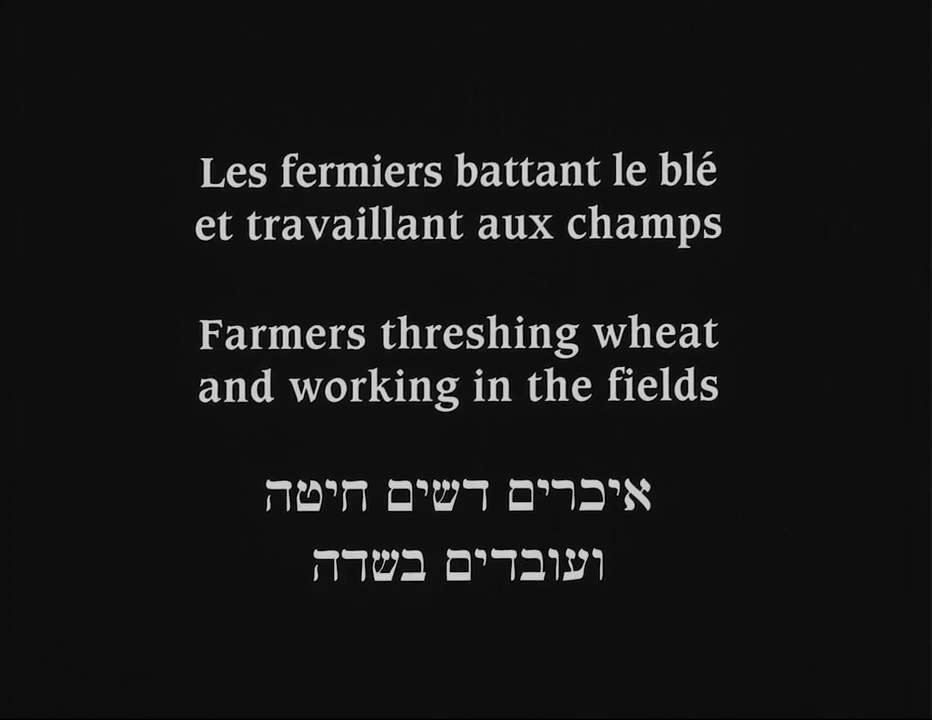 Les fermiers battant le blé
et travaillant aux champs
Farmers threshing wheat
and working in the fields
איכרים דשים חיטה
ועובדים בשדה